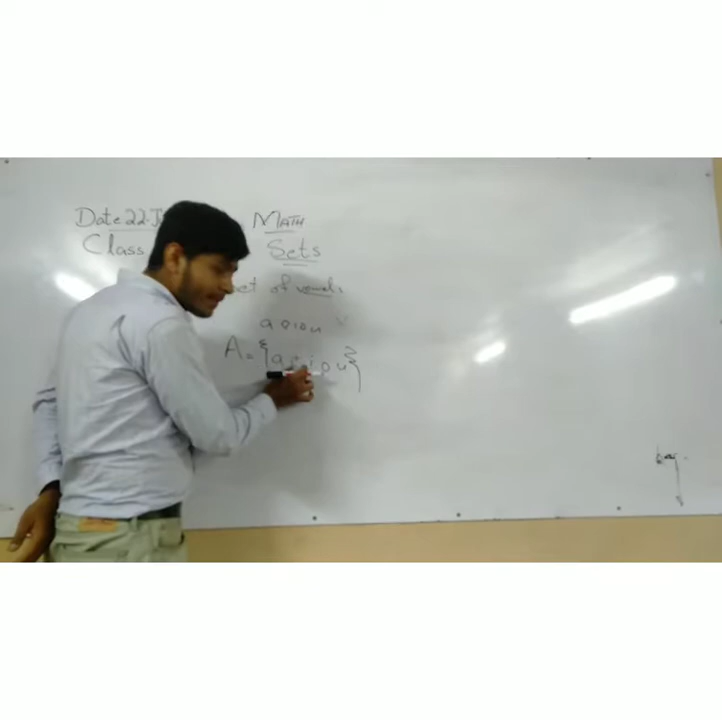 Date 22 MATH
Class Sets
set of vowels
a e i o u
A = {a, e, i, o, u}